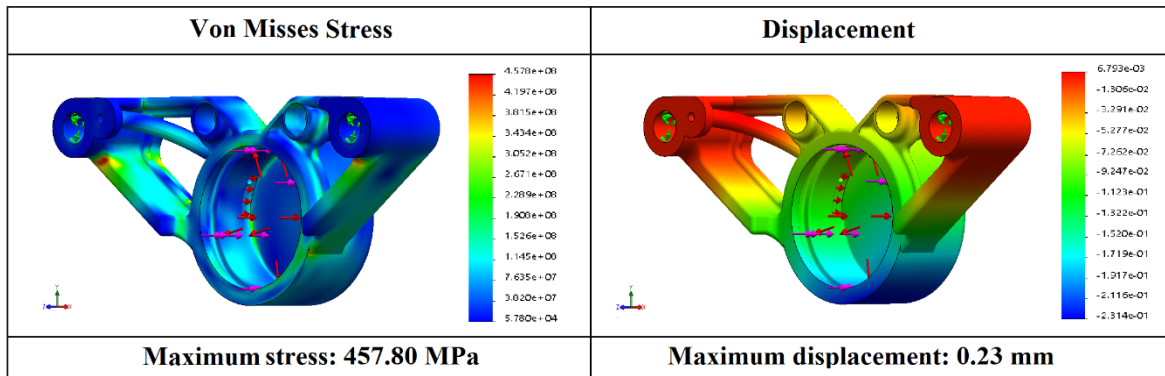 Von Misses Stress
Displacement
4.578e+08
4.197e+08
3.815e+08
3.434e+08
3.052e+08
2.671e+08
2.289e+08
1.908e+08
1.526e+08
1.145e+08
7.635e+07
3.820e+07
5.780e+04
Y
Z
X
6.793e-03
-1.306e-02
-3.291e-02
-5.277e-02
-7.262e-02
-9.247e-02
-1.123e-01
-1.322e-01
-1.520e-01
-1.719e-01
-1.917e-01
-2.116e-01
-2.314e-01
Y
Z
X
Maximum stress: 457.80 MPa
Maximum displacement: 0.23 mm